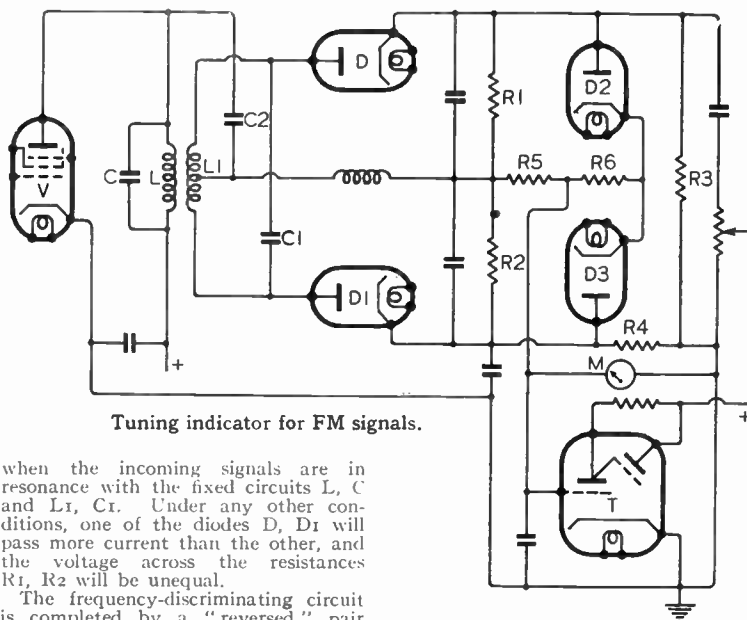 D
D2
R1
C2
V
C
L
L1
R5
R6
R3
C1
R2
D1
D3
R4
M
+
+
T
Tuning indicator for FM signals.
when the incoming signals are in
resonance with the fixed circuits L, C
and L1, C1. Under any other con-
ditions, one of the diodes D, D1 will
pass more current than the other, and
the voltage across the resistances
R1, R2 will be unequal.
The frequency-discriminating circuit
is completed by a "reversed" pair